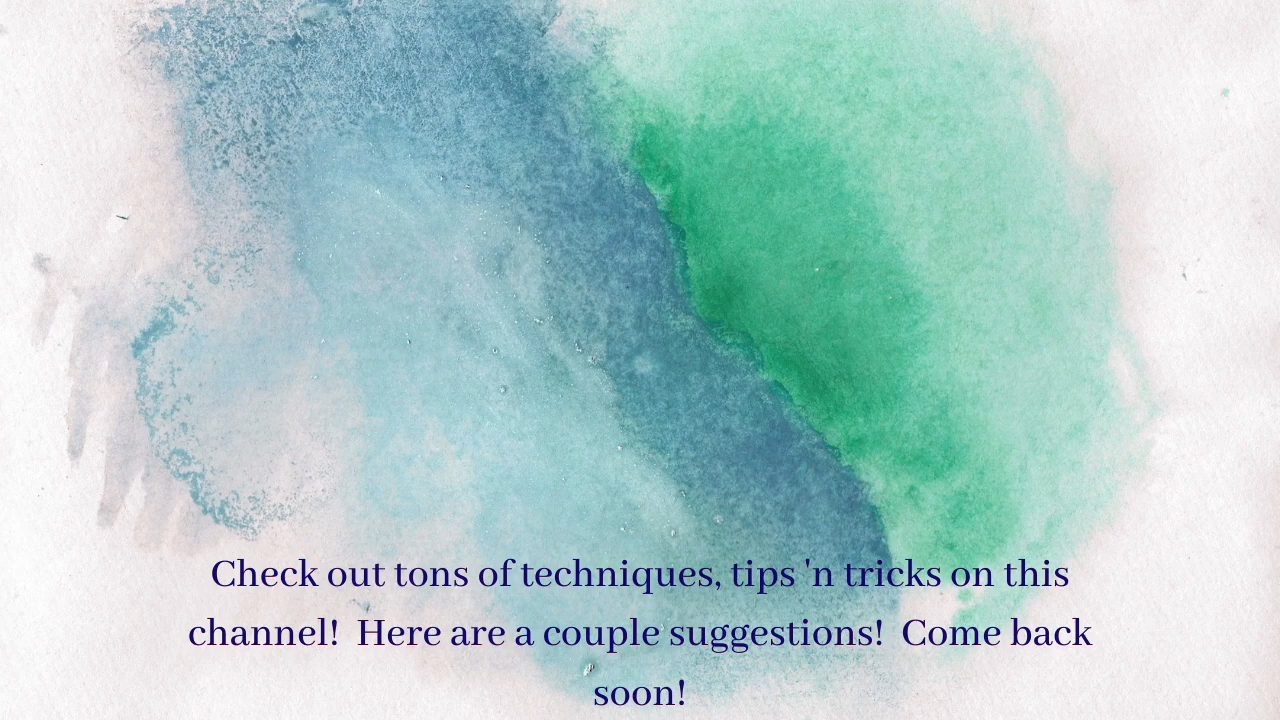 Check out tons of techniques, tips 'n tricks on this
channel!  Here are a couple suggestions!  Come back
soon!